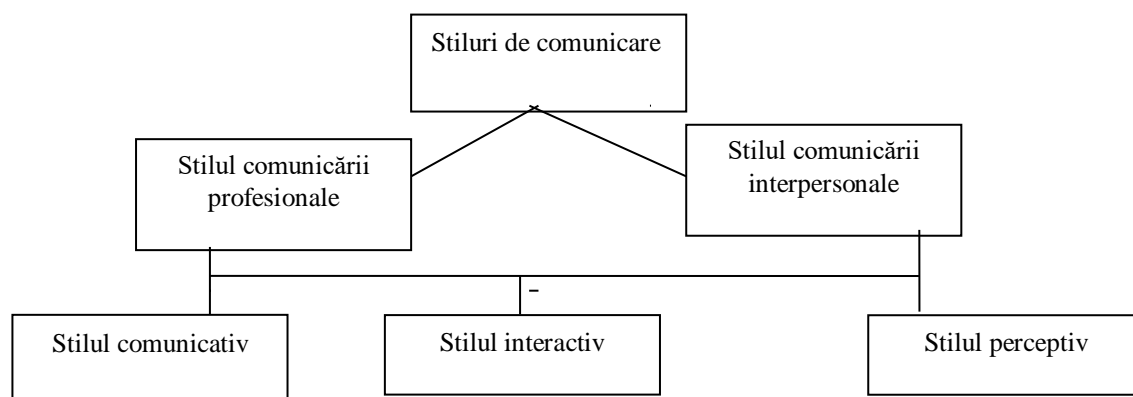 Stiluri de comunicare
Stilul comunicării
profesionale
Stilul comunicării
interpersonale
Stilul comunicativ
Stilul interactiv
Stilul perceptiv